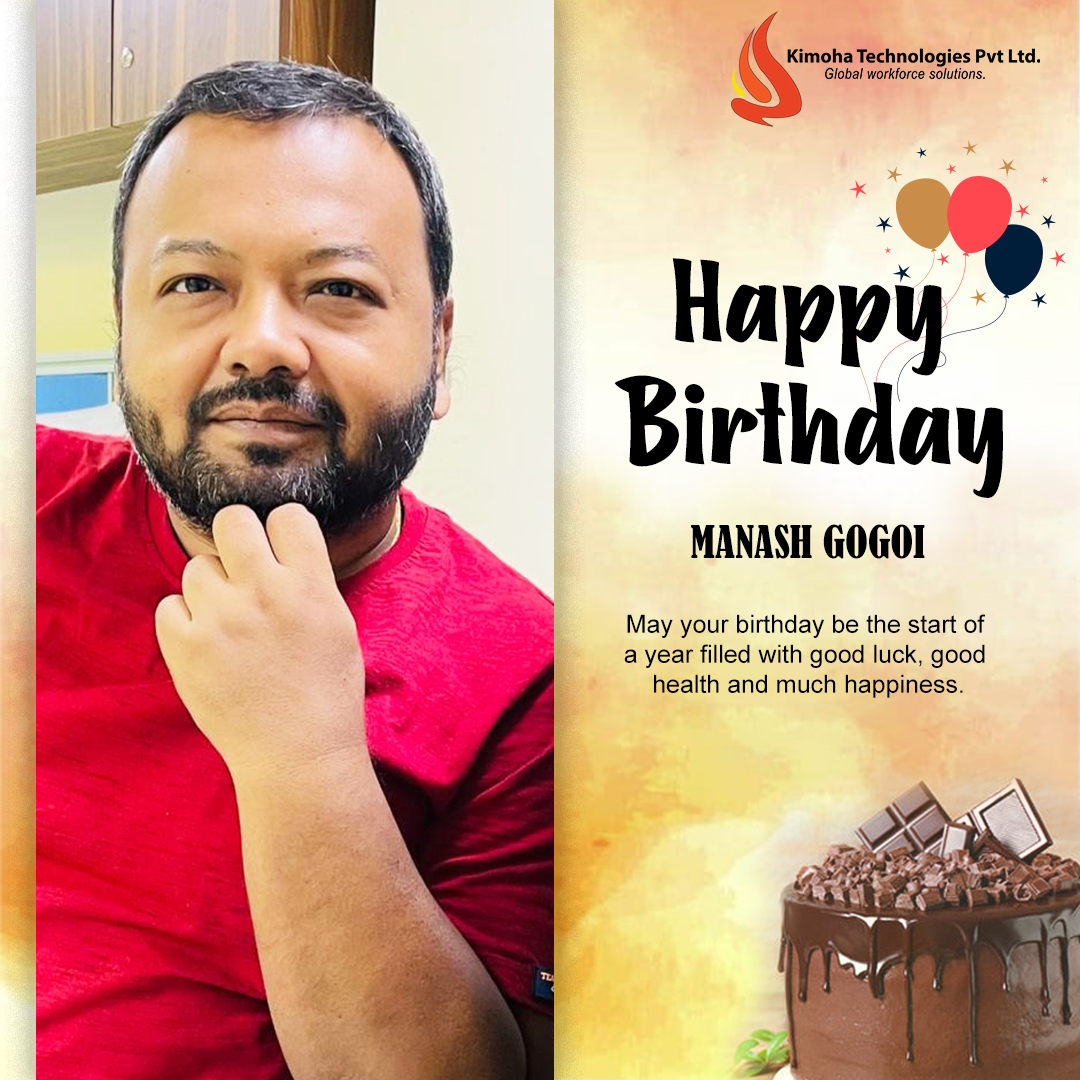 Kimoha Technologies Pvt Ltd.
Global workforce solutions.
Happy
Birthday
MANASH GOGOI
May your birthday be the start of
a year filled with good luck, good
health and much happiness.